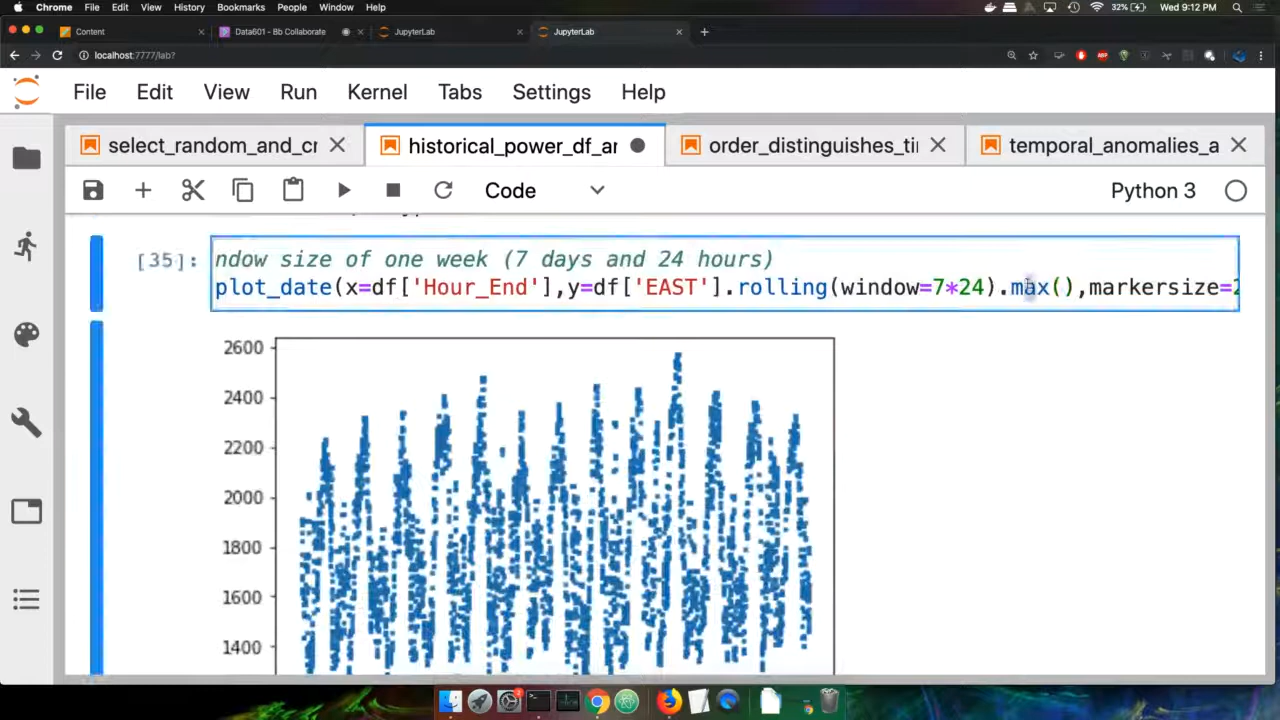 Chrome File Edit View History Bookmarks People Window Help 32% Wed 9:12 PM
Content Data601 - Bb Collaborate JupyterLab JupyterLab
localhost:7777/lab?
File Edit View Run Kernel Tabs Settings Help
select_random_and_cr historical_power_df_ar order_distinguishes_ti temporal_anomalies_a
Code Python 3
[35]: ndow size of one week (7 days and 24 hours)
plot_date(x=df['Hour_End'],y=df['EAST'].rolling(window=7*24).max(),markersize=2
2600
2400
2200
2000
1800
1600
1400